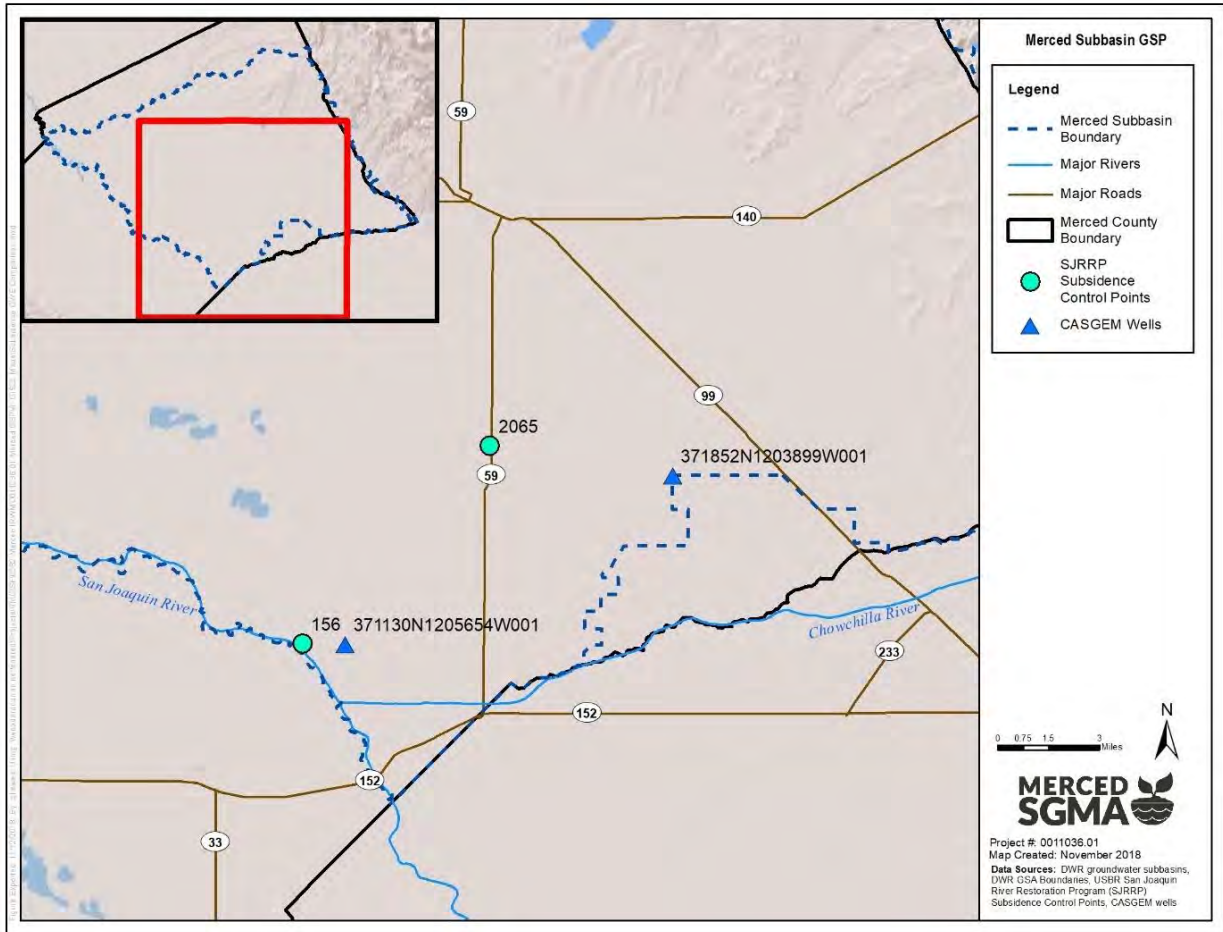 Merced Subbasin GSP
Legend
Merced Subbasin
Boundary
Major Rivers
Major Roads
Merced County
Boundary
SJRRP
Subsidence
Control Points
CASGEM Wells
59
140
99
2065
59
371852N1203899W001
San Joaquin River
156 371130N1205654W001
Chowchilla River
233
152
152
33
N
0 0.75 1.5 3
Miles
MERCED
SGMA
Project #: 0011036.01
Map Created: November 2018
Data Sources: DWR groundwater subbasins,
DWR GSA Boundaries, USBR San Joaquin
River Restoration Program (SJRRP)
Subsidence Control Points, CASGEM wells